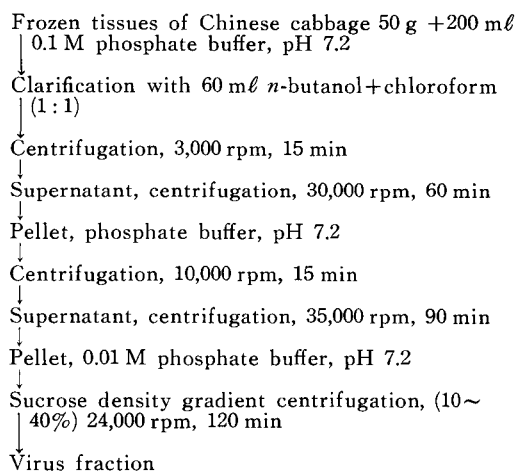 Frozen tissues of Chinese cabbage 50 g +200 mℓ
0.1 M phosphate buffer, pH 7.2
Clarification with 60 mℓ n-butanol+chloroform
(1 : 1)
Centrifugation, 3,000 rpm, 15 min
Supernatant, centrifugation, 30,000 rpm, 60 min
Pellet, phosphate buffer, pH 7.2
Centrifugation, 10,000 rpm, 15 min
Supernatant, centrifugation, 35,000 rpm, 90 min
Pellet, 0.01 M phosphate buffer, pH 7.2
Sucrose density gradient centrifugation, (10~
40%) 24,000 rpm, 120 min
Virus fraction